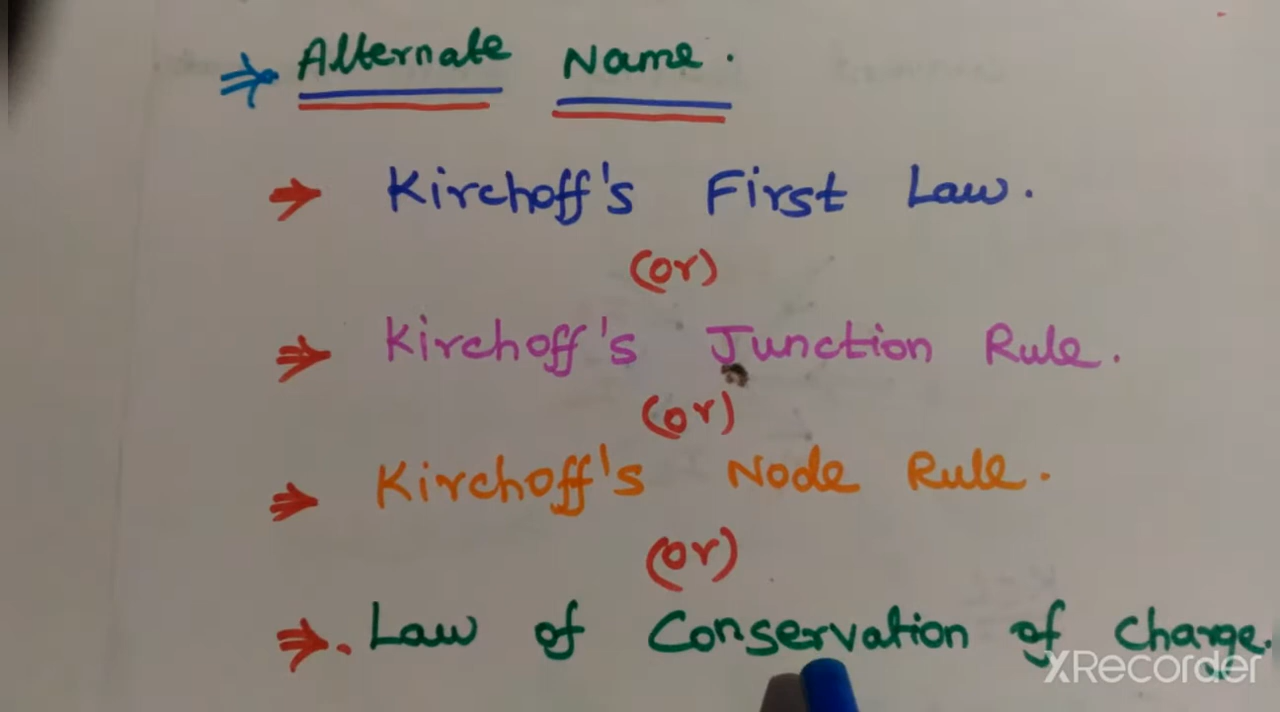 Alternate Name.
Kirchoff's First Law.
(or)
Kirchoff's Junction Rule.
(or)
Kirchoff's Node Rule.
(or)
Law of Conservation of Charge.
XRecorder